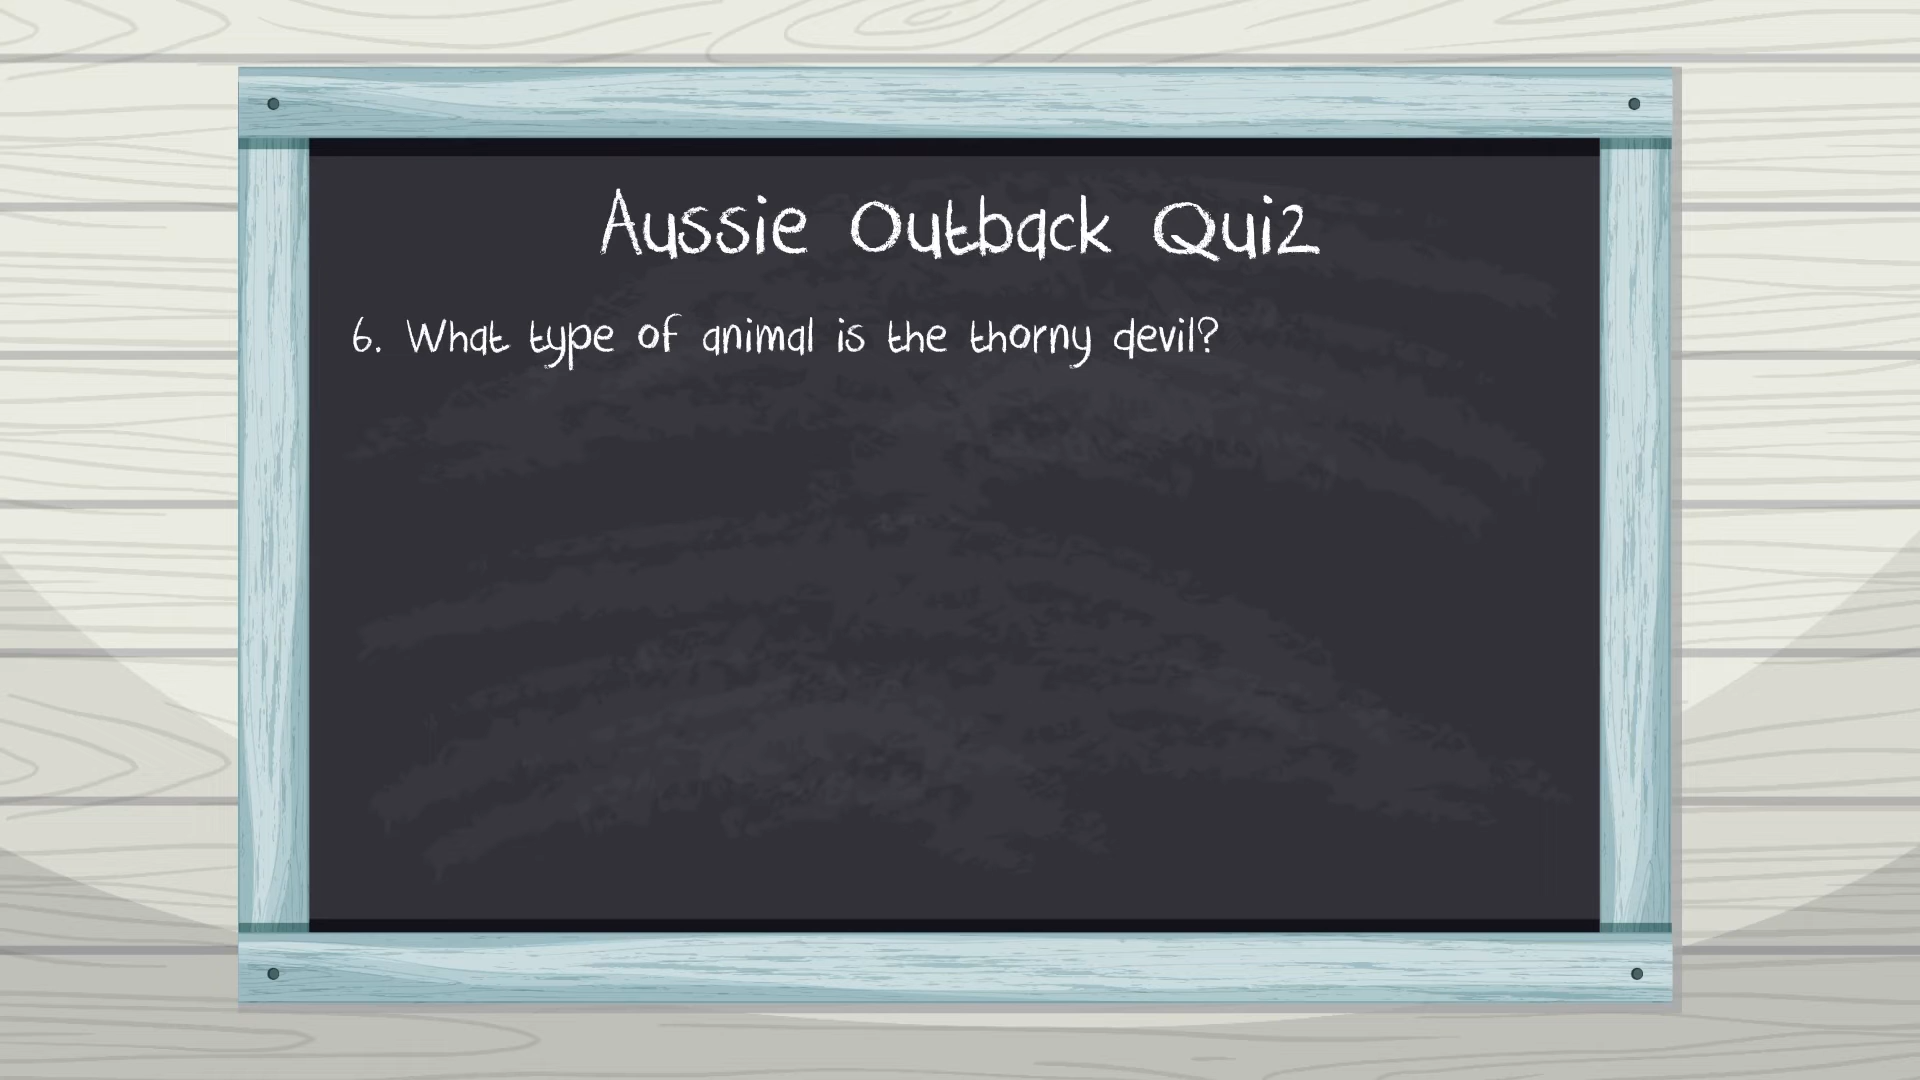 Aussie Outback Quiz
6. What type of animal is the thorny devil?